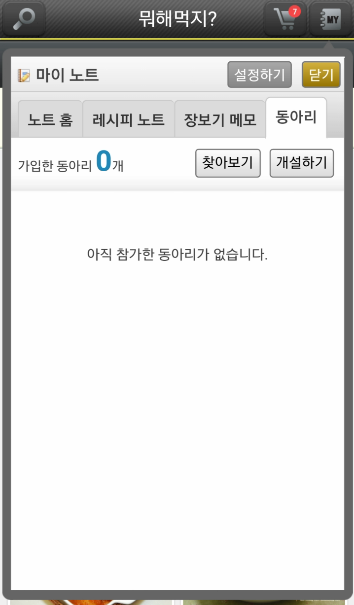 뭐해먹지?
7
MY
마이 노트
설정하기
닫기
노트 홈
레시피 노트
장보기 메모
동아리
가입한 동아리 0개
찾아보기
개설하기
아직 참가한 동아리가 없습니다.